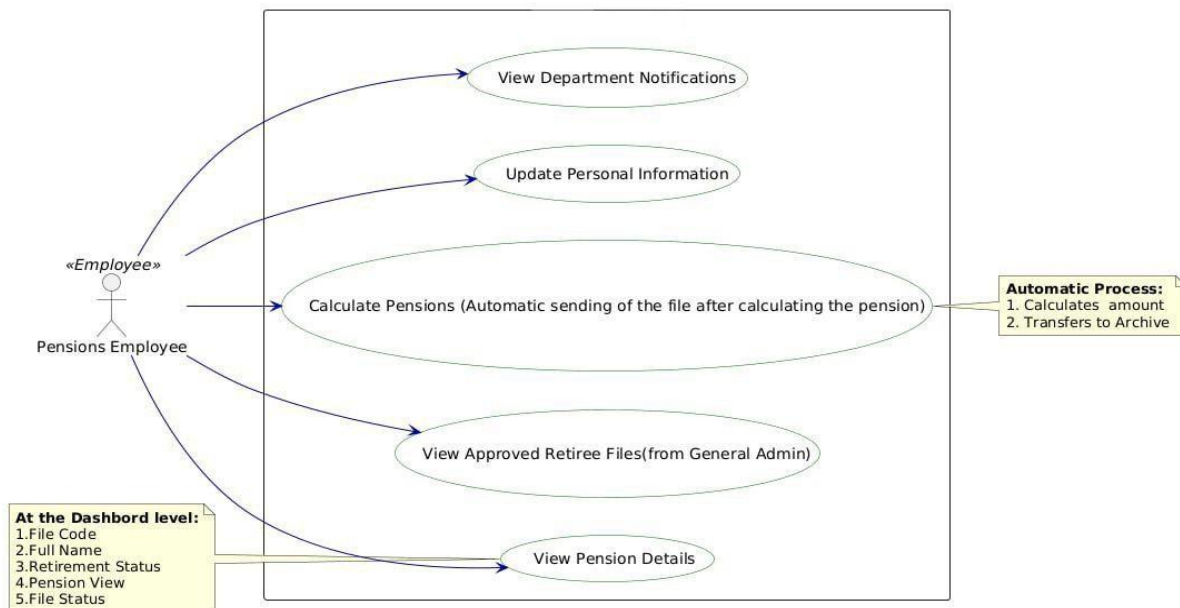 View Department Notifications
Update Personal Information
«Employee»
Pensions Employee
Calculate Pensions (Automatic sending of the file after calculating the pension)
Automatic Process:
1. Calculates amount
2. Transfers to Archive
View Approved Retiree Files(from General Admin)
At the Dashbord level:
1.File Code
2.Full Name
3.Retirement Status
4.Pension View
5.File Status
View Pension Details